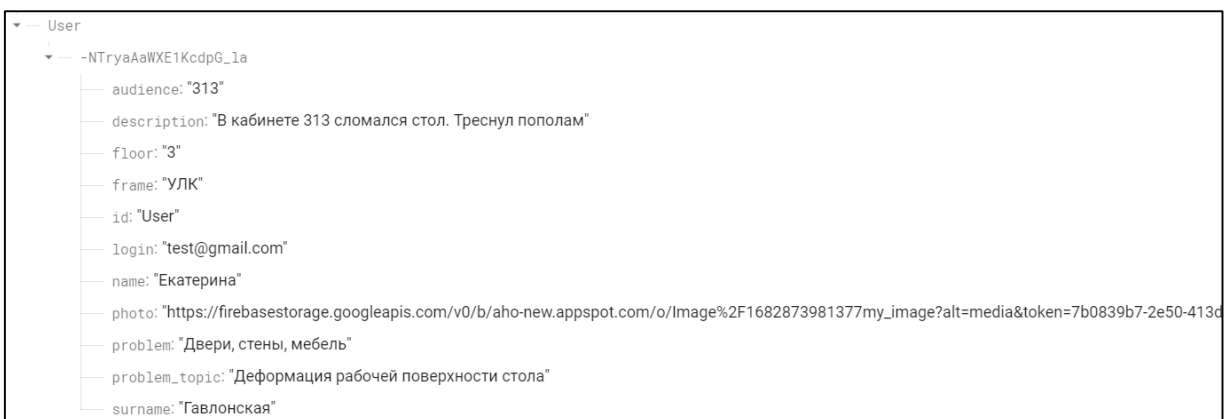 User
-NTryaAaWXE1KcdpG_la
audience: "313"
description: "В кабинете 313 сломался стол. Треснул пополам"
floor: "3"
frame: "УЛК"
id: "User"
login: "test@gmail.com"
name: "Екатерина"
photo: "https://firebasestorage.googleapis.com/v0/b/aho-new.appspot.com/o/Image%2F1682873981377my_image?alt=media&token=7b0839b7-2e50-413d
problem: "Двери, стены, мебель"
problem_topic: "Деформация рабочей поверхности стола"
surname: "Гавлонская"